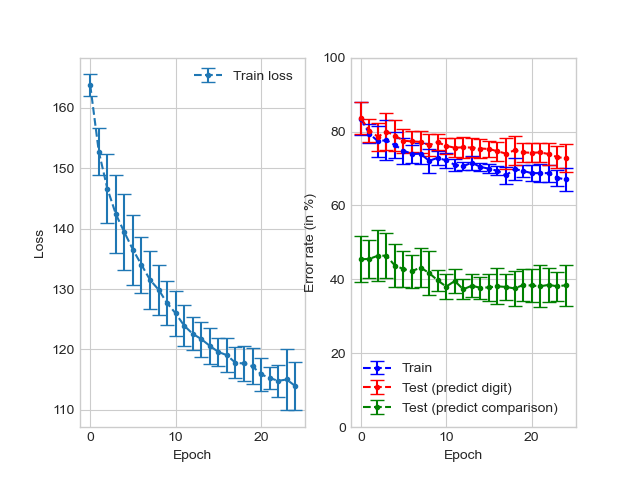 Train loss
160
150
140
130
120
110
0
10
20
Loss
Epoch
100
80
60
40
20
0
0
10
20
Error rate (in %)
Epoch
Train
Test (predict digit)
Test (predict comparison)